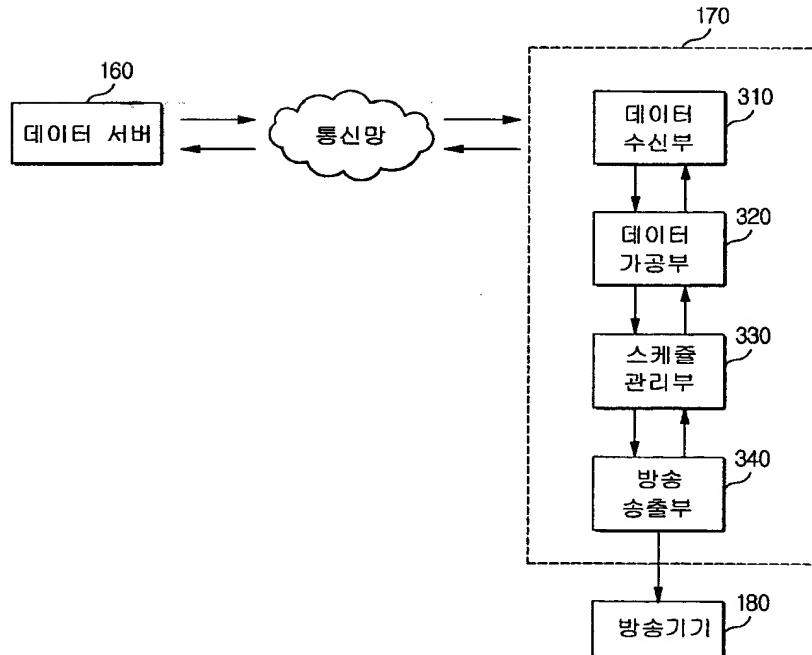 170
160
데이터 서버
통신망
310
데이터
수신부
320
데이터
가공부
330
스케쥴
관리부
340
방송
송출부
180
방송기기